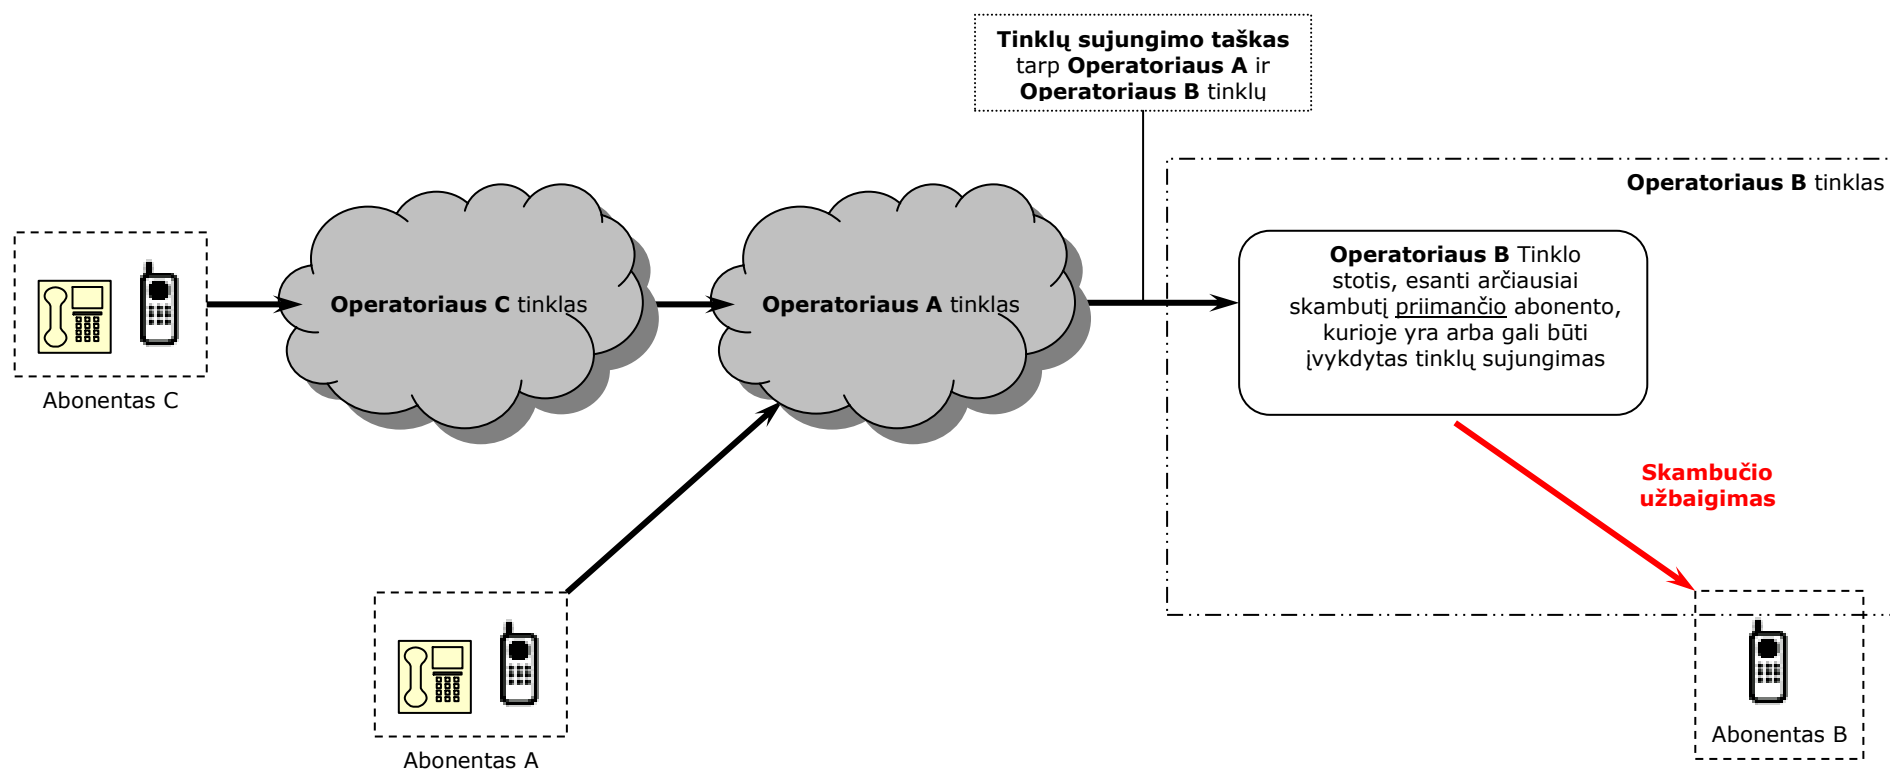 Tinklų sujungimo taškas
tarp Operatoriaus A ir
Operatoriaus B tinklų
Operatoriaus B tinklas
Operatoriaus C tinklas
Operatoriaus A tinklas
Operatoriaus B Tinklo
stotis, esanti arčiausiai
skambutį priimančio abonento,
kurioje yra arba gali būti
įvykdytas tinklų sujungimas
Abonentas C
Skambučio
užbaigimas
Abonentas A
Abonentas B